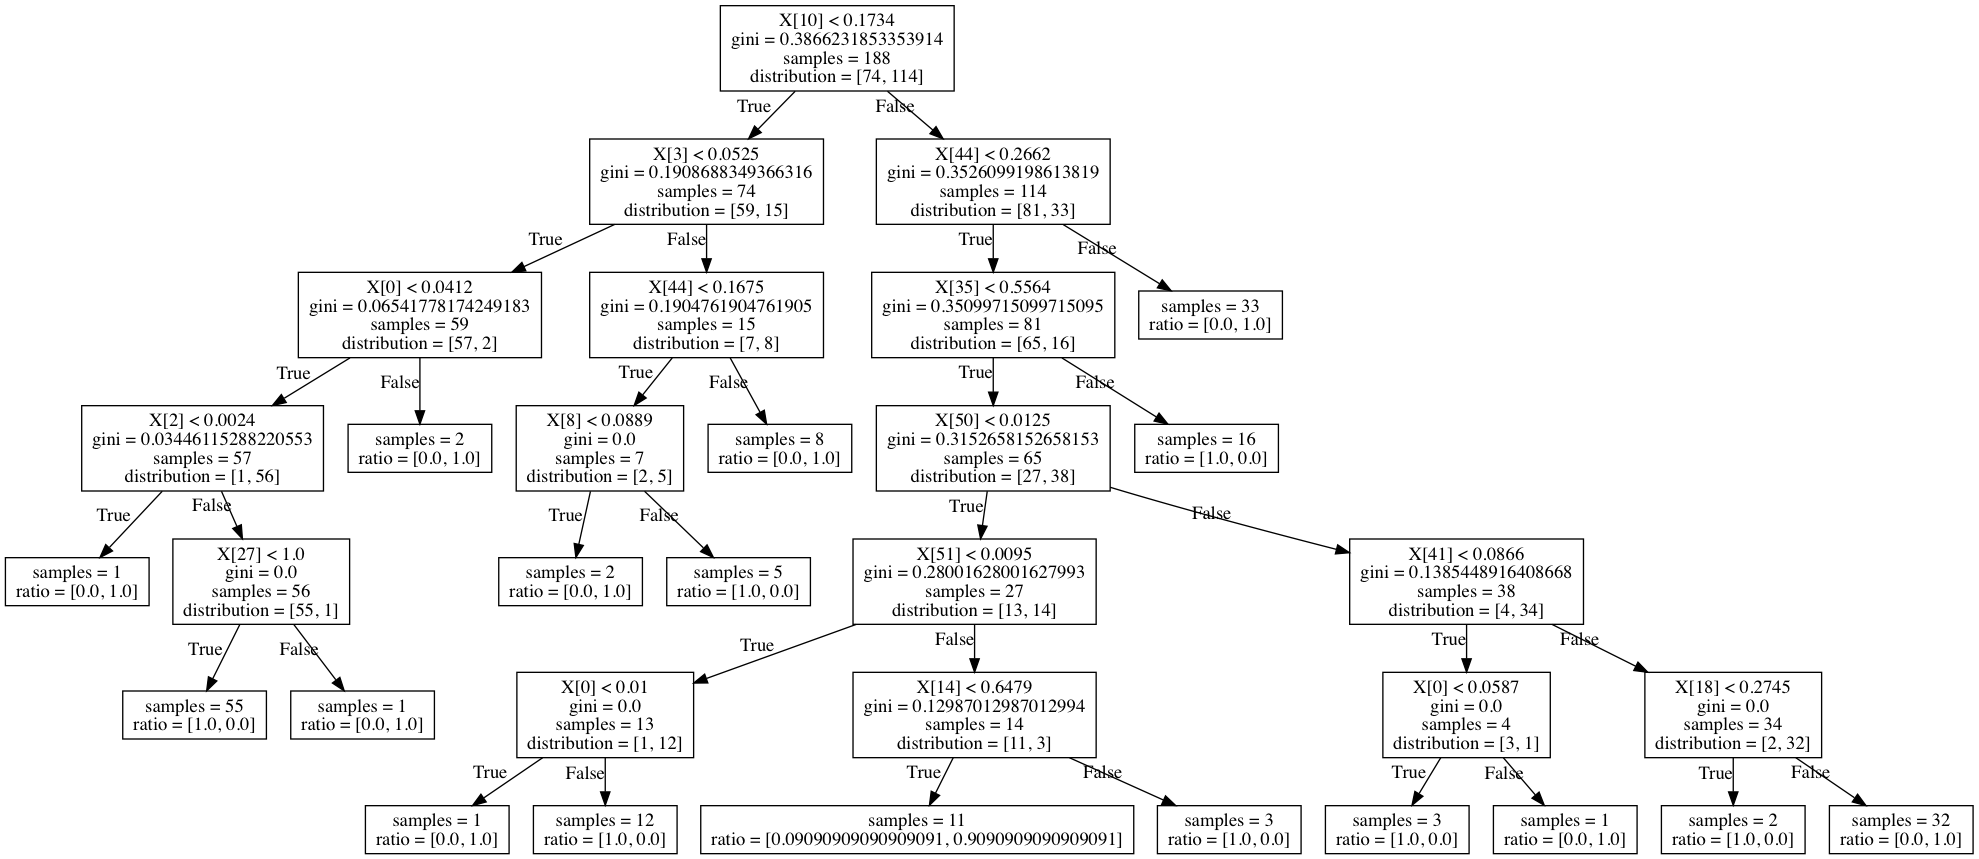 X[10] < 0.1734
gini = 0.3866231853353914
samples = 188
distribution = [74, 114]
True
False
X[3] < 0.0525
gini = 0.1908688349366316
samples = 74
distribution = [59, 15]
X[44] < 0.2662
gini = 0.3526099198613819
samples = 114
distribution = [81, 33]
True
False
True
False
X[0] < 0.0412
gini = 0.06541778174249183
samples = 59
distribution = [57, 2]
X[44] < 0.1675
gini = 0.1904761904761905
samples = 15
distribution = [7, 8]
X[35] < 0.5564
gini = 0.35099715099715095
samples = 81
distribution = [65, 16]
samples = 33
ratio = [0.0, 1.0]
True
False
True
False
True
False
X[2] < 0.0024
gini = 0.03446115288220553
samples = 57
distribution = [1, 56]
samples = 2
ratio = [0.0, 1.0]
X[8] < 0.0889
gini = 0.0
samples = 7
distribution = [2, 5]
samples = 8
ratio = [0.0, 1.0]
X[50] < 0.0125
gini = 0.3152658152658153
samples = 65
distribution = [27, 38]
samples = 16
ratio = [1.0, 0.0]
True
False
True
False
True
False
samples = 1
ratio = [0.0, 1.0]
X[27] < 1.0
gini = 0.0
samples = 56
distribution = [55, 1]
samples = 2
ratio = [0.0, 1.0]
samples = 5
ratio = [1.0, 0.0]
X[51] < 0.0095
gini = 0.28001628001627993
samples = 27
distribution = [13, 14]
X[41] < 0.0866
gini = 0.1385448916408668
samples = 38
distribution = [4, 34]
True
False
True
False
True
False
samples = 55
ratio = [1.0, 0.0]
samples = 1
ratio = [0.0, 1.0]
X[0] < 0.01
gini = 0.0
samples = 13
distribution = [1, 12]
X[14] < 0.6479
gini = 0.12987012987012994
samples = 14
distribution = [11, 3]
X[0] < 0.0587
gini = 0.0
samples = 4
distribution = [3, 1]
X[18] < 0.2745
gini = 0.0
samples = 34
distribution = [2, 32]
True
False
True
False
True
False
True
False
samples = 1
ratio = [0.0, 1.0]
samples = 12
ratio = [1.0, 0.0]
samples = 11
ratio = [0.09090909090909091, 0.9090909090909091]
samples = 3
ratio = [1.0, 0.0]
samples = 3
ratio = [1.0, 0.0]
samples = 1
ratio = [0.0, 1.0]
samples = 2
ratio = [1.0, 0.0]
samples = 32
ratio = [0.0, 1.0]